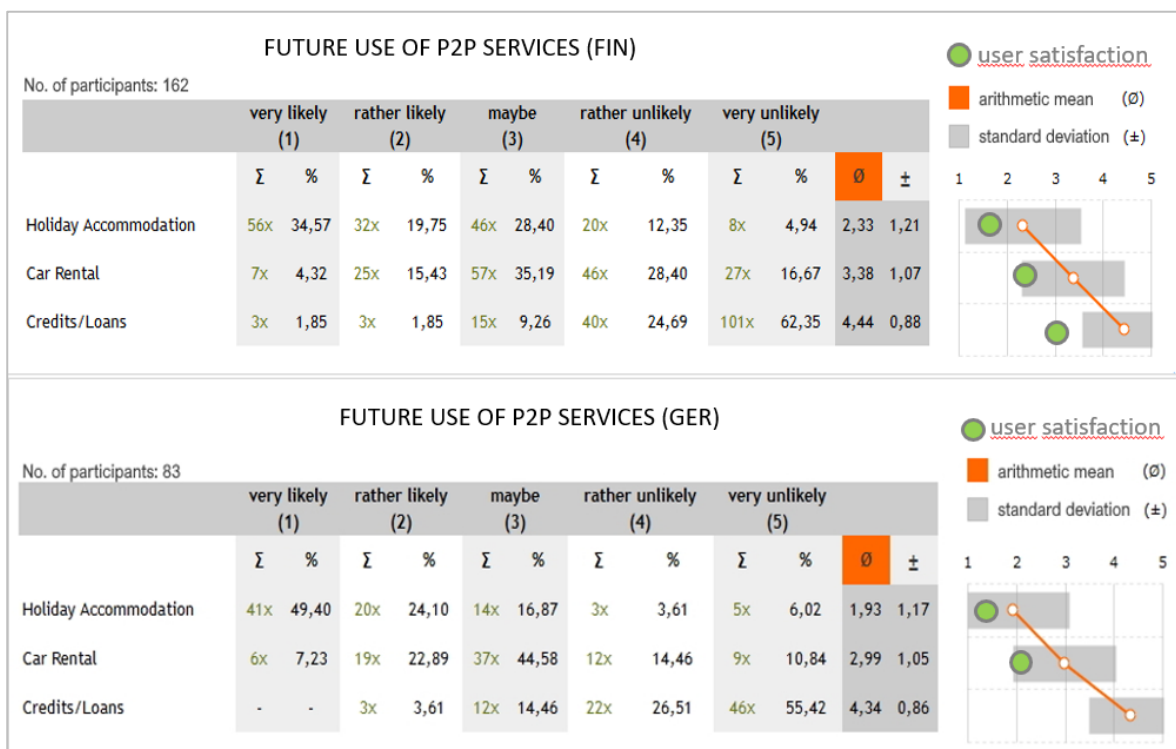 FUTURE USE OF P2P SERVICES (FIN)
user satisfaction
No. of participants: 162
arithmetic mean (Ø)
standard deviation (±)
very likely rather likely maybe rather unlikely very unlikely
(1) (2) (3) (4) (5)
Σ % Σ % Σ % Σ % Σ % Ø ±
1 2 3 4 5
Holiday Accommodation 56x 34,57 32x 19,75 46x 28,40 20x 12,35 8x 4,94 2,33 1,21
Car Rental 7x 4,32 25x 15,43 57x 35,19 46x 28,40 27x 16,67 3,38 1,07
Credits/Loans 3x 1,85 3x 1,85 15x 9,26 40x 24,69 101x 62,35 4,44 0,88
FUTURE USE OF P2P SERVICES (GER)
user satisfaction
No. of participants: 83
arithmetic mean (Ø)
standard deviation (±)
very likely rather likely maybe rather unlikely very unlikely
(1) (2) (3) (4) (5)
Σ % Σ % Σ % Σ % Σ % Ø ±
1 2 3 4 5
Holiday Accommodation 41x 49,40 20x 24,10 14x 16,87 3x 3,61 5x 6,02 1,93 1,17
Car Rental 6x 7,23 19x 22,89 37x 44,58 12x 14,46 9x 10,84 2,99 1,05
Credits/Loans - - 3x 3,61 12x 14,46 22x 26,51 46x 55,42 4,34 0,86